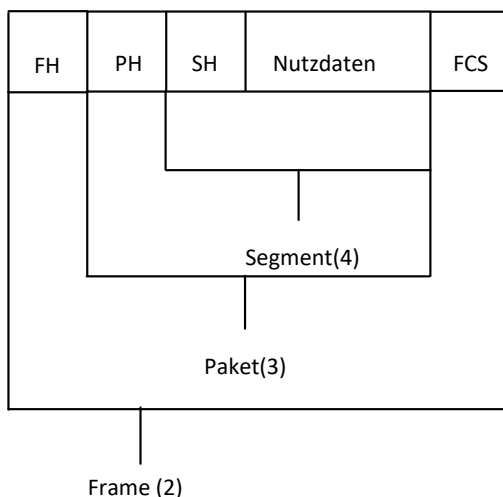 FH PH SH Nutzdaten FCS
Segment(4)
Paket(3)
Frame (2)